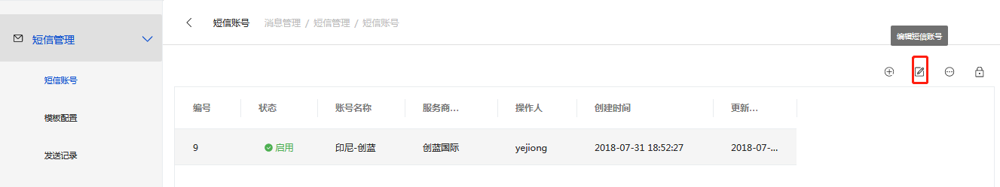 短信账号 消息管理 / 短信管理 / 短信账号
短信管理
编辑短信账号
短信账号
模板配置
发送记录
编号 状态 账号名称 服务商... 操作人 创建时间 更新...
9 启用 印尼-创蓝 创蓝国际 yejiong 2018-07-31 18:52:27 2018-07-...